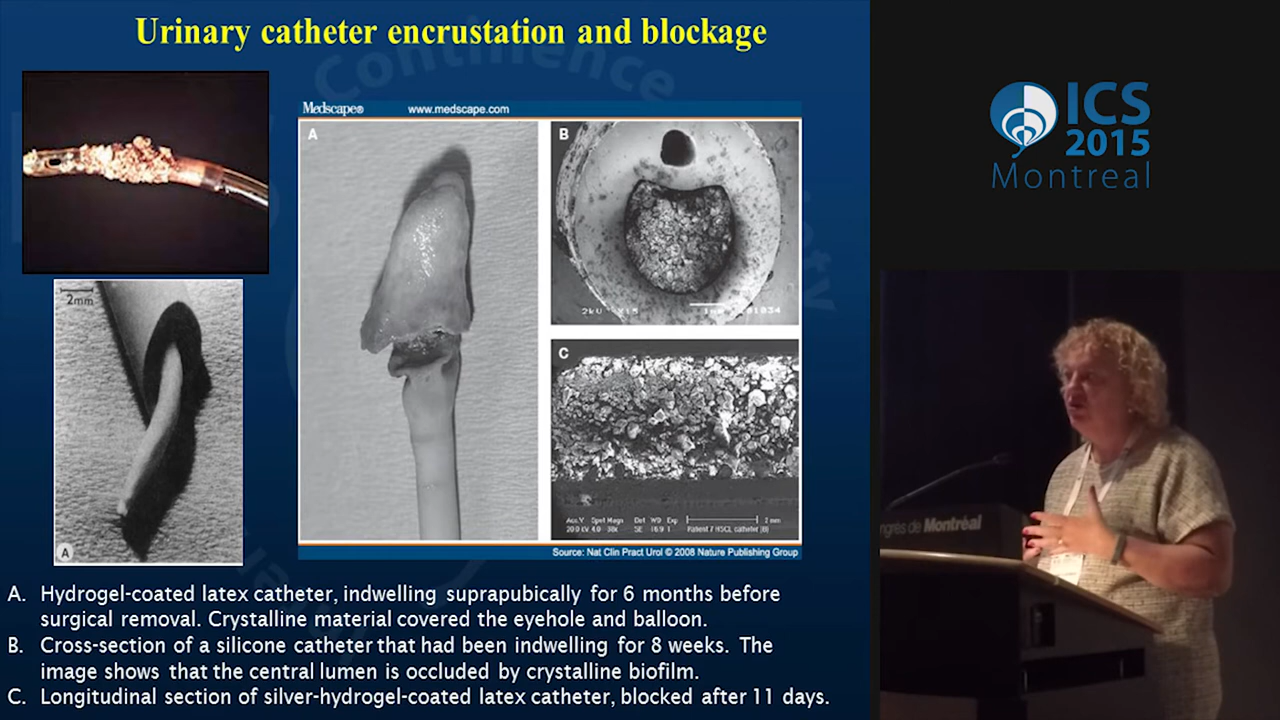 Urinary catheter encrustation and blockage
Medscape® www.medscape.com
A
B
C
2mm
A
Source: Nat Clin Pract Urol © 2008 Nature Publishing Group
A. Hydrogel-coated latex catheter, indwelling suprapubically for 6 months before
surgical removal. Crystalline material covered the eyehole and balloon.
B. Cross-section of a silicone catheter that had been indwelling for 8 weeks. The
image shows that the central lumen is occluded by crystalline biofilm.
C. Longitudinal section of silver-hydrogel-coated latex catheter, blocked after 11 days.
ICS
2015
Montreal
de Montréal
Continence
2 mm